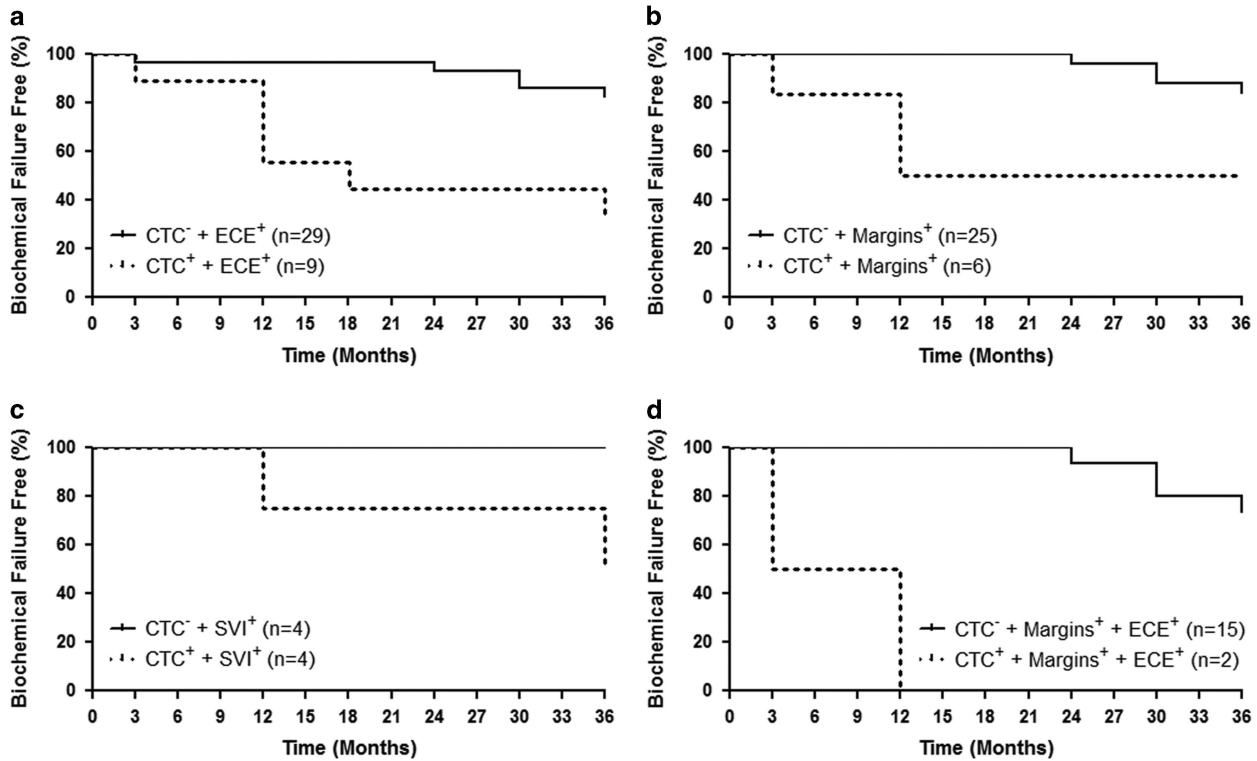 a
Biochemical Failure Free (%)
100
80
60
40
20
0
CTC⁻ + ECE⁺ (n=29)
CTC⁺ + ECE⁺ (n=9)
0 3 6 9 12 15 18 21 24 27 30 33 36
Time (Months)
b
Biochemical Failure Free (%)
100
80
60
40
20
0
CTC⁻ + Margins⁺ (n=25)
CTC⁺ + Margins⁺ (n=6)
0 3 6 9 12 15 18 21 24 27 30 33 36
Time (Months)
c
Biochemical Failure Free (%)
100
80
60
40
20
0
CTC⁻ + SVI⁺ (n=4)
CTC⁺ + SVI⁺ (n=4)
0 3 6 9 12 15 18 21 24 27 30 33 36
Time (Months)
d
Biochemical Failure Free (%)
100
80
60
40
20
0
CTC⁻ + Margins⁺ + ECE⁺ (n=15)
CTC⁺ + Margins⁺ + ECE⁺ (n=2)
0 3 6 9 12 15 18 21 24 27 30 33 36
Time (Months)